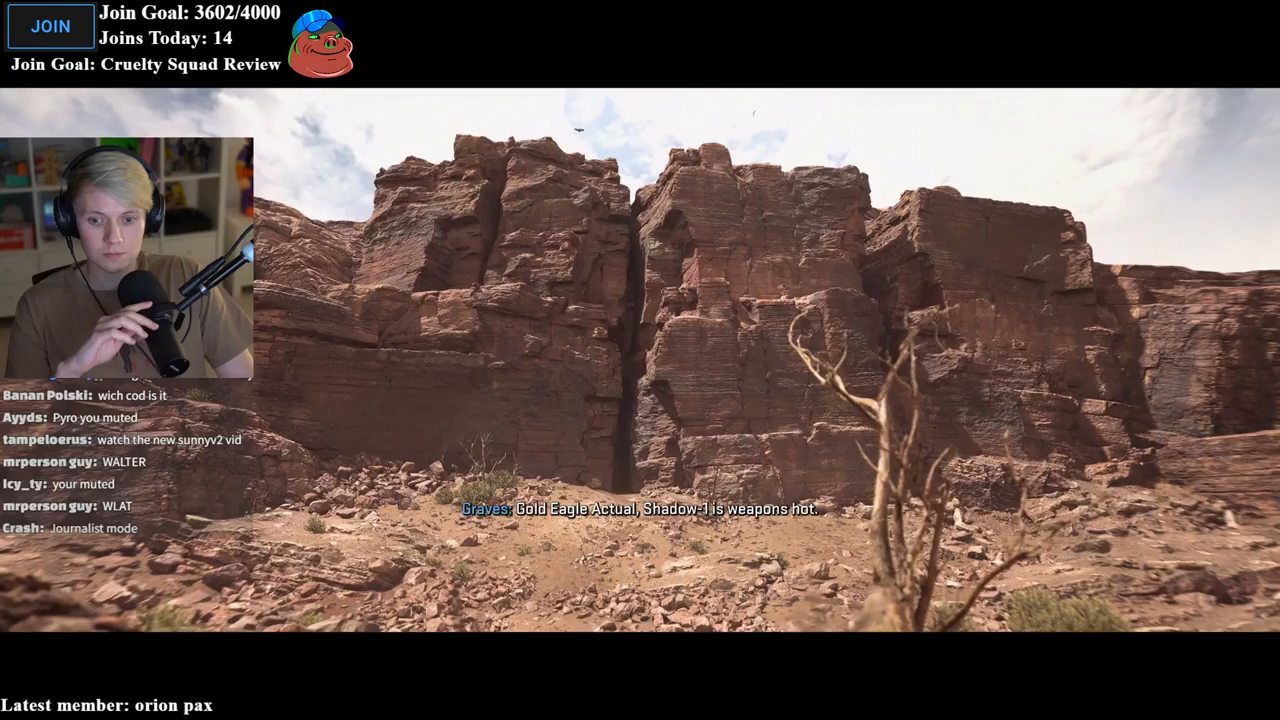 JOIN
Join Goal: 3602/4000
Joins Today: 14
Join Goal: Cruelty Squad Review
Banan Polski: wich cod is it
Ayyds: Pyro you muted
tampeloerus: watch the new sunnyv2 vid
mrperson guy: WALTER
Icy_ty: your muted
mrperson guy: WLAT
Crash: Journalist mode
Graves: Gold Eagle Actual, Shadow-1 is weapons hot.
Latest member: orion pax